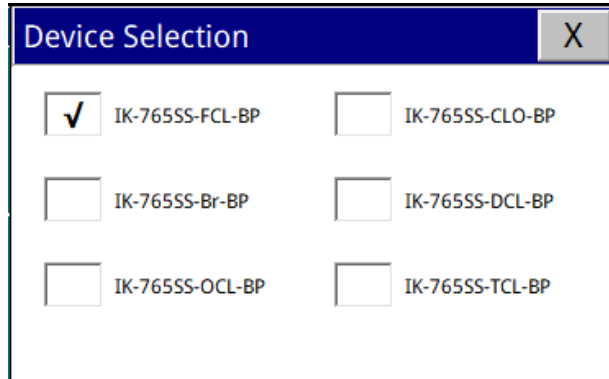 Device Selection X
√ IK-765SS-FCL-BP IK-765SS-CLO-BP
IK-765SS-Br-BP IK-765SS-DCL-BP
IK-765SS-OCL-BP IK-765SS-TCL-BP